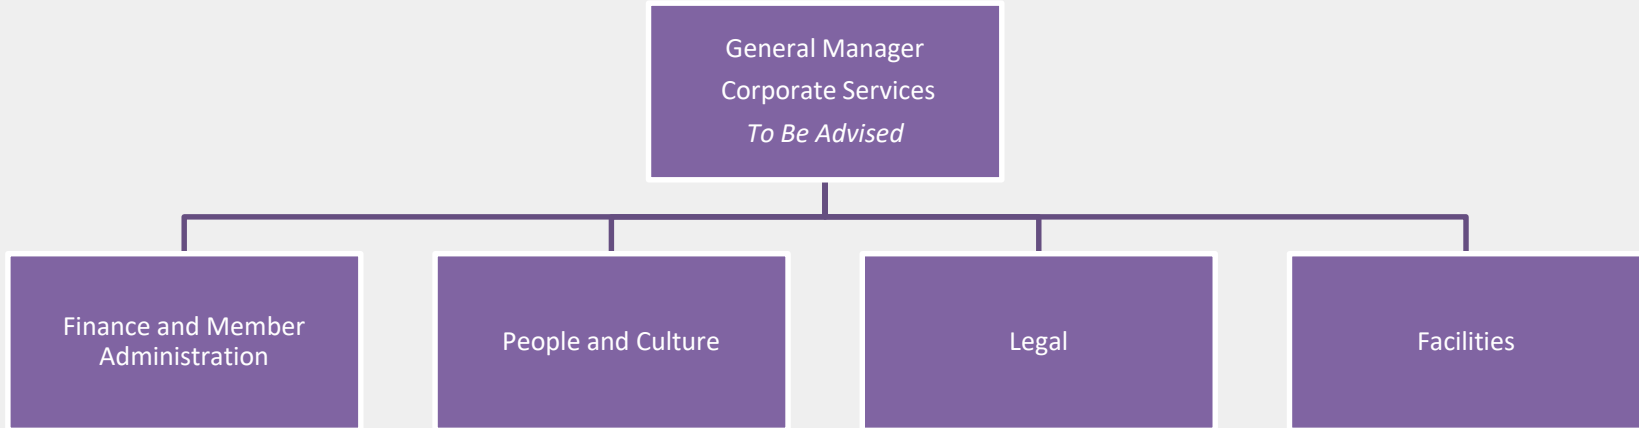 General Manager
Corporate Services
To Be Advised
Finance and Member
Administration
People and Culture
Legal
Facilities